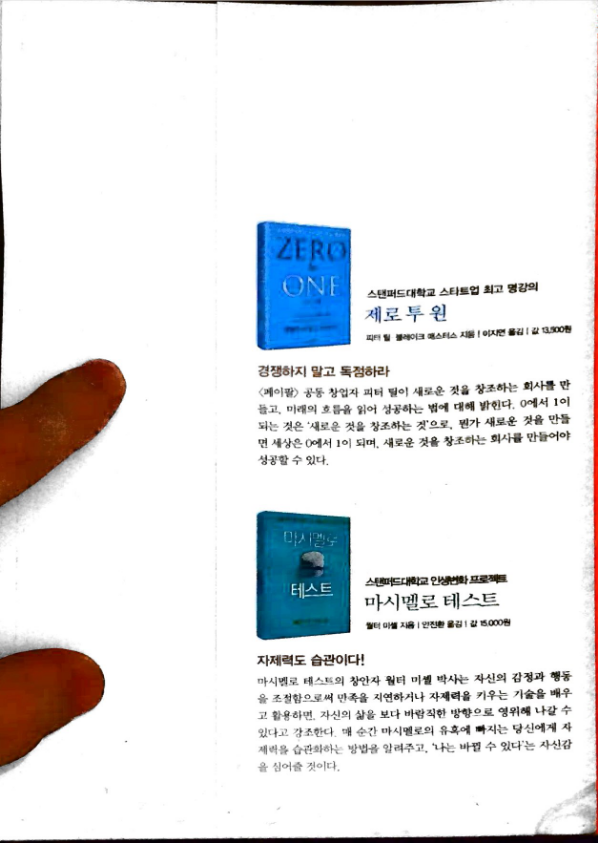 ZERO
to
ONE
스탠퍼드대학교 스타트업 최고 명강의
제로 투 원
피터 틸·블레이크 매스터스 지음 | 이지연 옮김 | 값 13,500원
경쟁하지 말고 독점하라
〈페이팔〉 공동 창업자 피터 틸이 새로운 것을 창조하는 회사를 만
들고, 미래의 흐름을 읽어 성공하는 법에 대해 밝힌다. 0에서 1이
되는 것은 ‘새로운 것을 창조하는 것’으로, 뭔가 새로운 것을 만들
면 세상은 0에서 1이 되며, 새로운 것을 창조하는 회사를 만들어야
성공할 수 있다.
마시멜로
테스트
스탠퍼드대학교 인생변화 프로젝트
마시멜로 테스트
월터 미셸 지음 | 안진환 옮김 | 값 15,000원
자제력도 습관이다!
마시멜로 테스트의 창안자 월터 미셸 박사는 자신의 감정과 행동
을 조절함으로써 만족을 지연하거나 자제력을 키우는 기술을 배우
고 활용하면, 자신의 삶을 보다 바람직한 방향으로 영위해 나갈 수
있다고 강조한다. 매 순간 마시멜로의 유혹에 빠지는 당신에게 자
제력을 습관화하는 방법을 알려주고, ‘나는 바뀔 수 있다’는 자신감
을 심어줄 것이다.